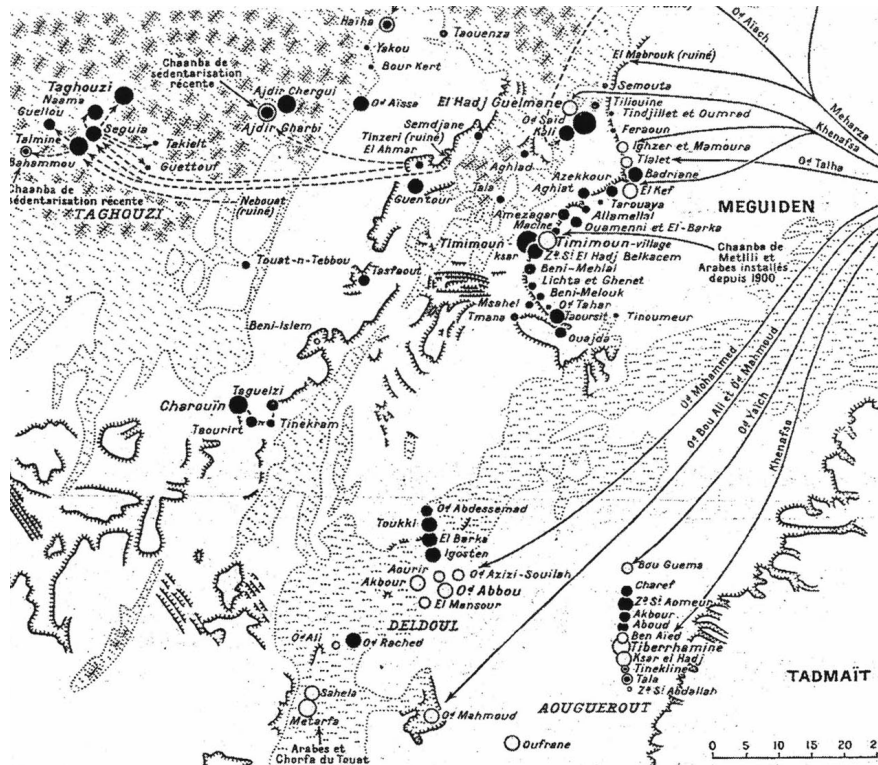 Haïha
Taouenza
Yakou
Bour Kert
Od Aïach
El Mabrouk (ruiné)
Chaanba de
sédentarisation
récente
Taghouzi
Naama
Guellou
Ajdir Chergui
Ajdir Gharbi
Od Aïssa
El Hadj Guelmane
Semouta
Tiliouine
Tindjillet et Oumrad
Od Saïd
Kali
Feraoun
Meharza
Khenafsa
Semdjane
Tinzeri (ruiné)
El Ahmar
Seguia
Talmine
Takielt
Guettouf
Bahammou
Chaanba de
sédentarisation récente
TAGHOUZI
Nebouat
(ruiné)
Aghlad
Ighzer et Mamoura
Tlalet
Od Talha
Badriane
Azekkour
Aghiat
El Kef
Tala
Guentour
Tarouaya
Allamellal
MEGUIDEN
Amezagar
Macine
Ouamenni et El-Barka
Timimoun
ksar
Timimoun-village
Za St El Hadj Belkacem
Chaanba de
Metlili et
Arabes installés
depuis 1900
Touat-n-Tebbou
Tasfaout
Beni-Mehlal
Lichta et Ghenet
Beni-Melouk
Msahel
Od Tahar
Tmana
Taoursit
Tinoumeur
Ouajda
Beni-Islem
Taguelzi
Charouïn
Taourirt
Tinekram
Od Mohammed
Od Bou Ali et Od Mahmoud
Od Yaïch
Khenafsa
Od Abdessemad
Toukki
El Barka
Igosten
Aourir
Od Azizi-Souilah
Akbour
Od Abbou
El Mansour
DELDOUL
Bou Guema
Charef
Za St Aomeur
Akbour
Aboud
Ben Aïed
Tiberrhamine
Ksar el Hadj
Tinekline
Tala
Za St Abdallah
TADMAÏT
Od Ali
Od Rached
Sahela
Metarfa
Od Mahmoud
AOUGUEROUT
Arabes et
Chorfa du Touat
Oufrane
0 5 10 15 20 2